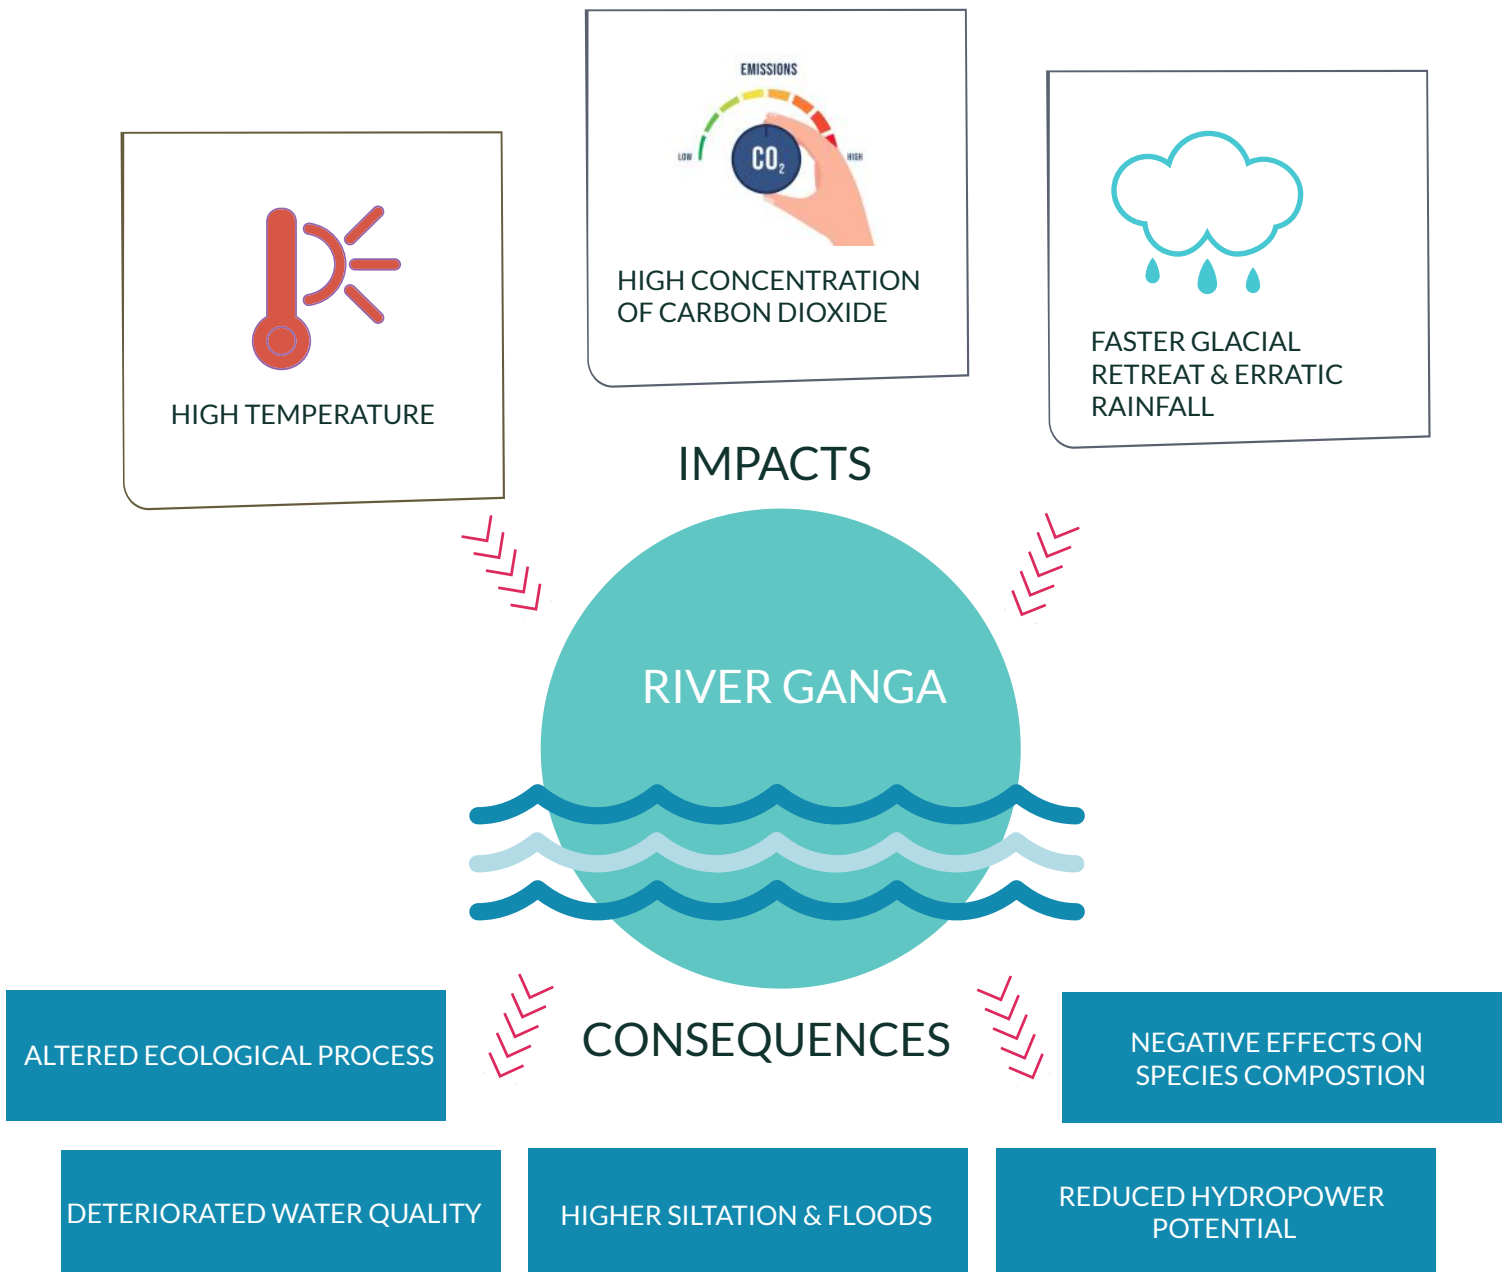 EMISSIONS
LOW
CO₂
HIGH
HIGH CONCENTRATION
OF CARBON DIOXIDE
HIGH TEMPERATURE
FASTER GLACIAL
RETREAT & ERRATIC
RAINFALL
IMPACTS
RIVER GANGA
CONSEQUENCES
ALTERED ECOLOGICAL PROCESS
NEGATIVE EFFECTS ON
SPECIES COMPOSTION
DETERIORATED WATER QUALITY
HIGHER SILTATION & FLOODS
REDUCED HYDROPOWER
POTENTIAL